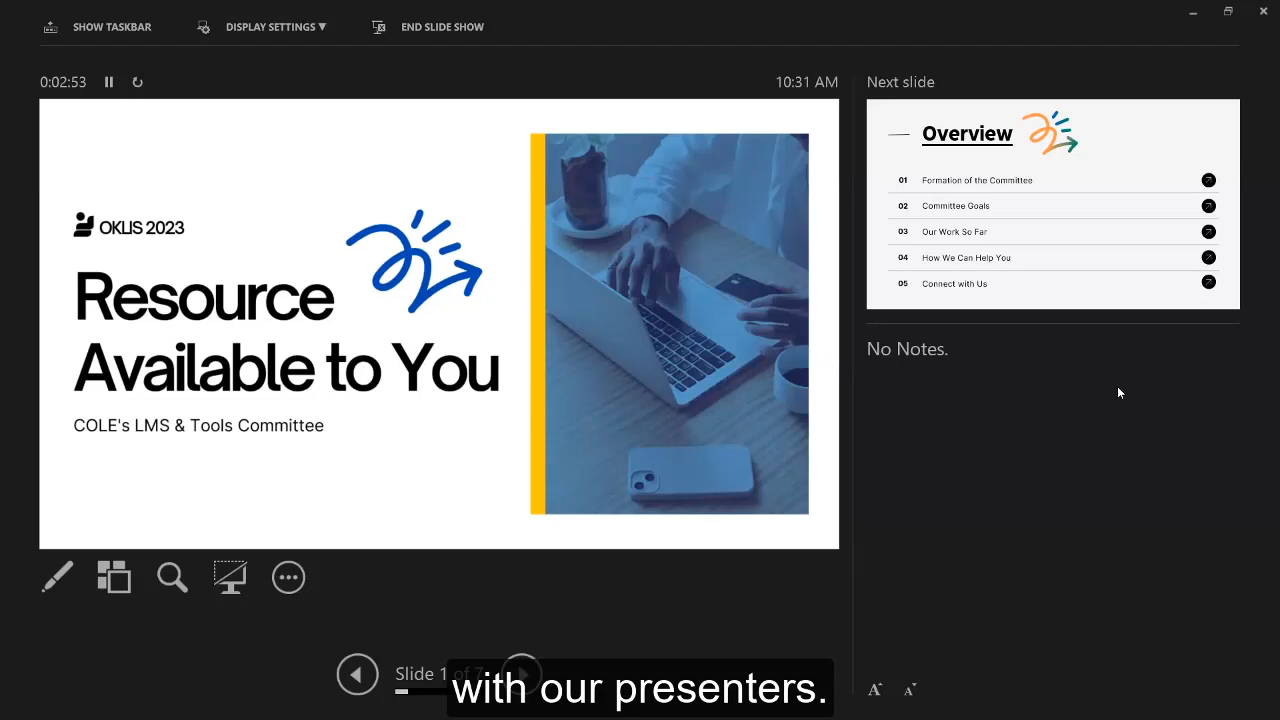 SHOW TASKBAR
DISPLAY SETTINGS ▼
END SLIDE SHOW
0:02:53
10:31 AM
Next slide
OKLIS 2023
Resource
Available to You
COLE's LMS & Tools Committee
Overview
01 Formation of the Committee
02 Committee Goals
03 Our Work So Far
04 How We Can Help You
05 Connect with Us
No Notes.
Slide 1 of 7
with our presenters.
A A